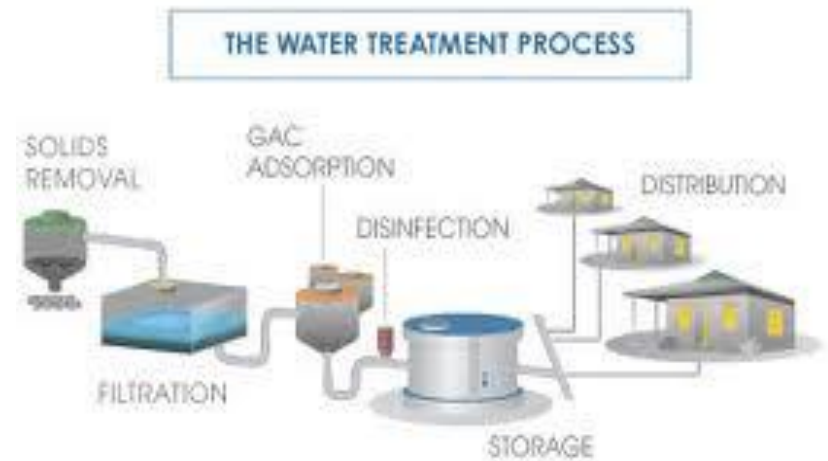 THE WATER TREATMENT PROCESS
SOLIDS
REMOVAL
GAC
ADSORPTION
DISINFECTION
DISTRIBUTION
FILTRATION
STORAGE